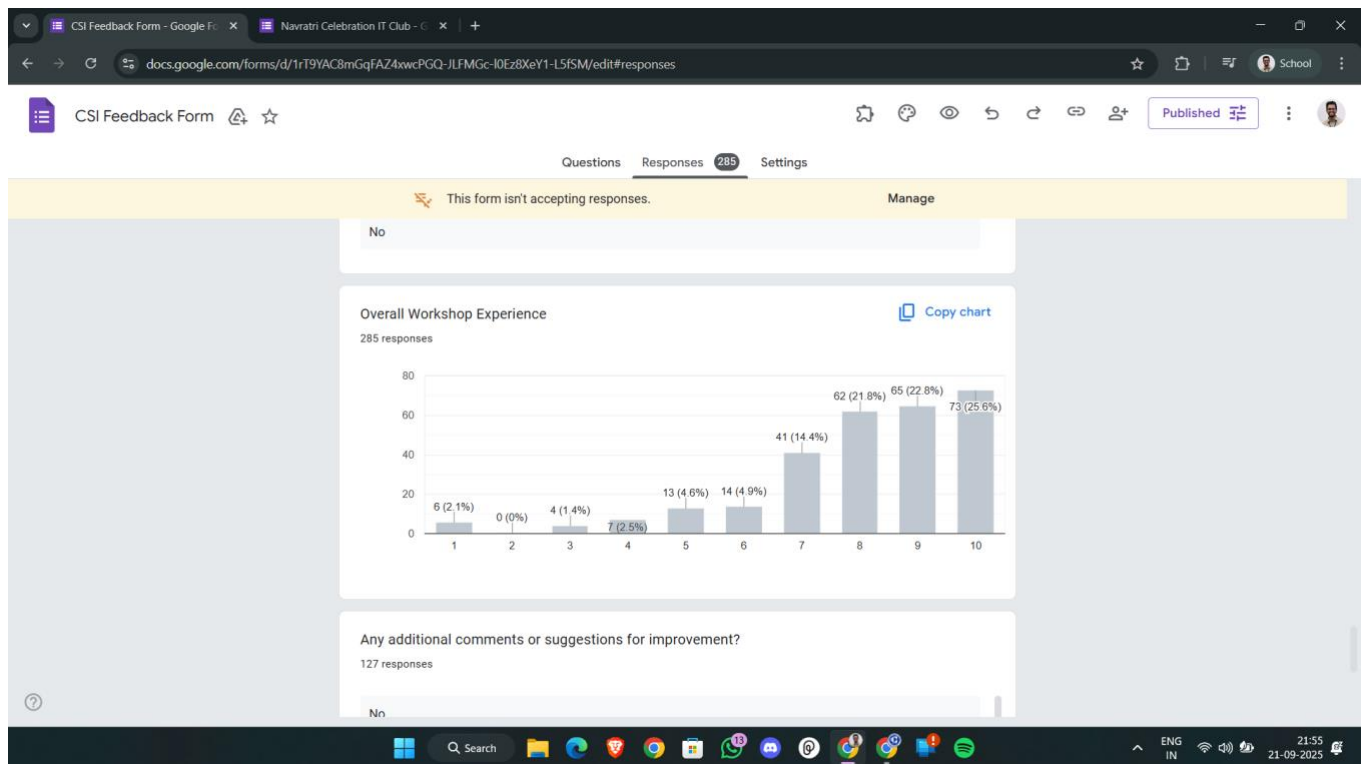 CSI Feedback Form - Google Fo
Navratri Celebration IT Club - G
docs.google.com/forms/d/1rT9YAC8mGqFAZ4xwcPGQ-JLFMGc-I0Ez8XeY1-L5fSM/edit#responses
School
CSI Feedback Form
Published
Questions Responses 285 Settings
This form isn't accepting responses. Manage
No
Overall Workshop Experience
Copy chart
285 responses
80
60
40
20
0
6 (2.1%)
0 (0%)
4 (1.4%)
7 (2.5%)
13 (4.6%)
14 (4.9%)
41 (14.4%)
62 (21.8%)
65 (22.8%)
73 (25.6%)
1 2 3 4 5 6 7 8 9 10
Any additional comments or suggestions for improvement?
127 responses
No
Search
13
ENG
IN
21:55
21-09-2025